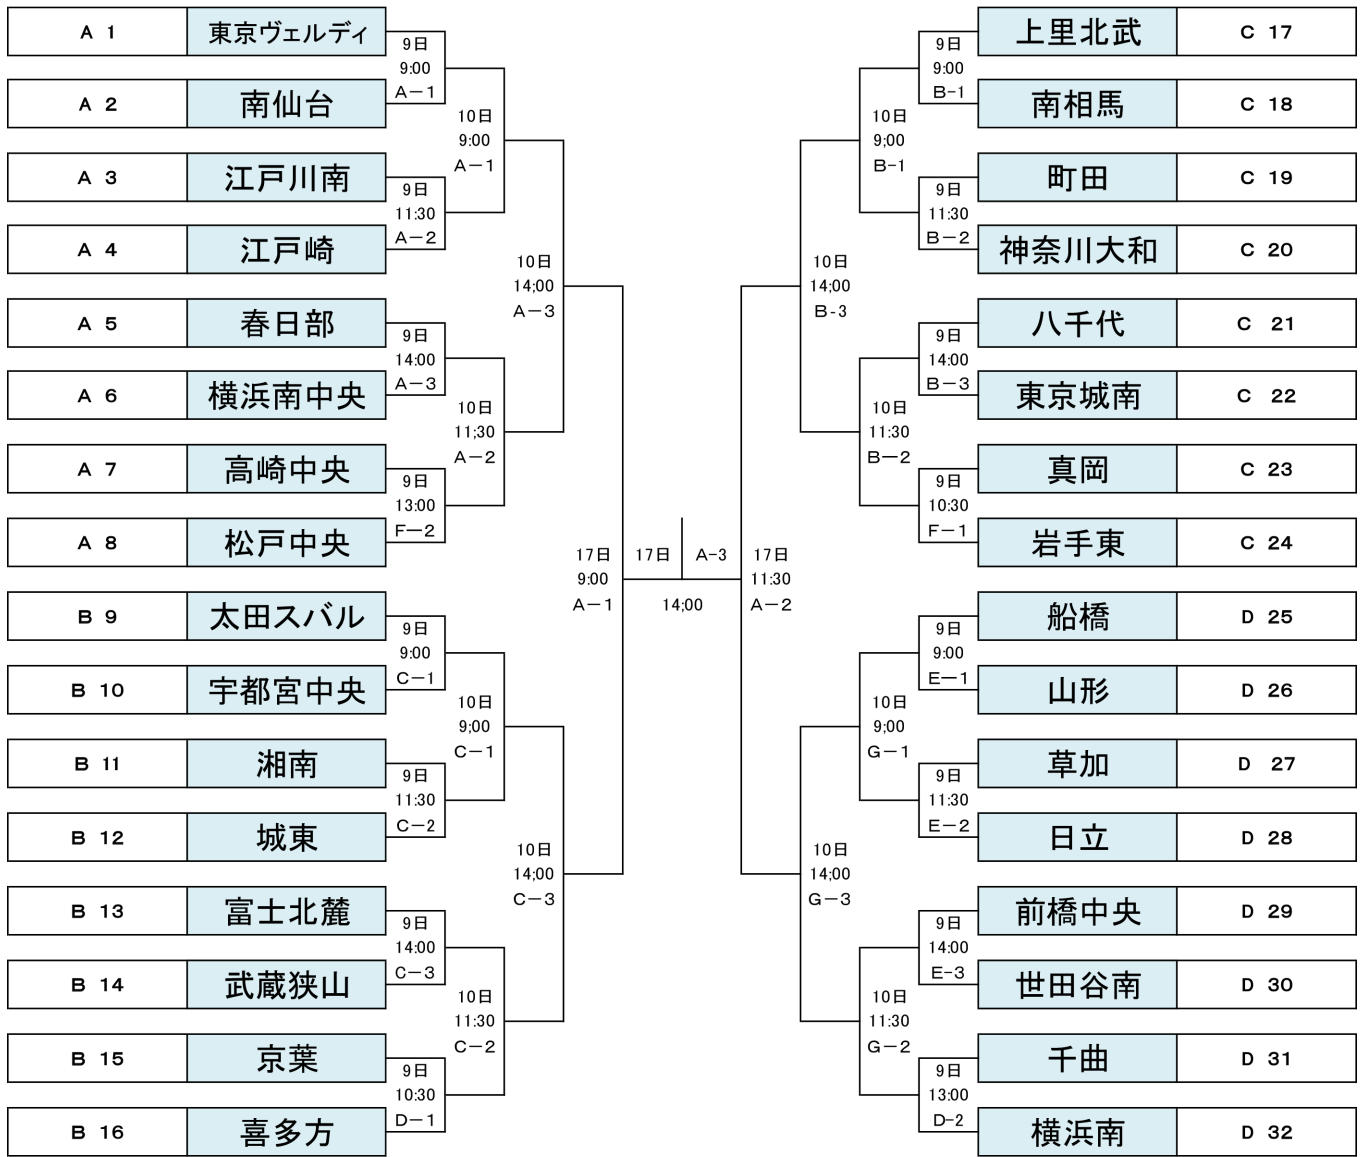 A 1 東京ヴェルディ
9日
9:00
A－1
A 2 南仙台
10日
9:00
A－1
A 3 江戸川南
9日
11:30
A－2
A 4 江戸崎
10日
14;00
A－3
A 5 春日部
9日
14:00
A－3
A 6 横浜南中央
10日
11;30
A－2
A 7 高崎中央
9日
13:00
F－2
A 8 松戸中央
17日
9:00
A－1
B 9 太田スバル
9日
9:00
C－1
B 10 宇都宮中央
10日
9;00
C－1
B 11 湘南
9日
11:30
C－2
B 12 城東
10日
14;00
C－3
B 13 富士北麓
9日
14:00
C－3
B 14 武蔵狭山
10日
11:30
C－2
B 15 京葉
9日
10:30
D－1
B 16 喜多方
17日 A-3
14;00
上里北武 C 17
9日
9:00
B-1
南相馬 C 18
10日
9;00
B-1
町田 C 19
9日
11:30
B－2
神奈川大和 C 20
10日
14;00
B-3
八千代 C 21
9日
14:00
B－3
東京城南 C 22
10日
11:30
B－2
真岡 C 23
9日
10:30
F－1
岩手東 C 24
17日
11:30
A－2
船橋 D 25
9日
9:00
E－1
山形 D 26
10日
9;00
G－1
草加 D 27
9日
11:30
E－2
日立 D 28
10日
14;00
G－3
前橋中央 D 29
9日
14:00
E-3
世田谷南 D 30
10日
11:30
G－2
千曲 D 31
9日
13:00
D-2
横浜南 D 32